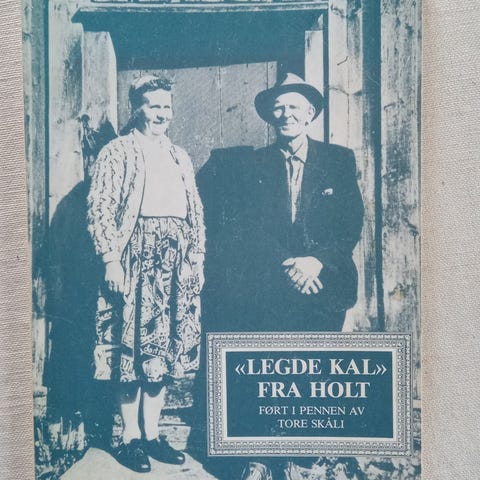 «LEGDE KAL»
FRA HOLT
FØRT I PENNEN AV
TORE SKÅLI